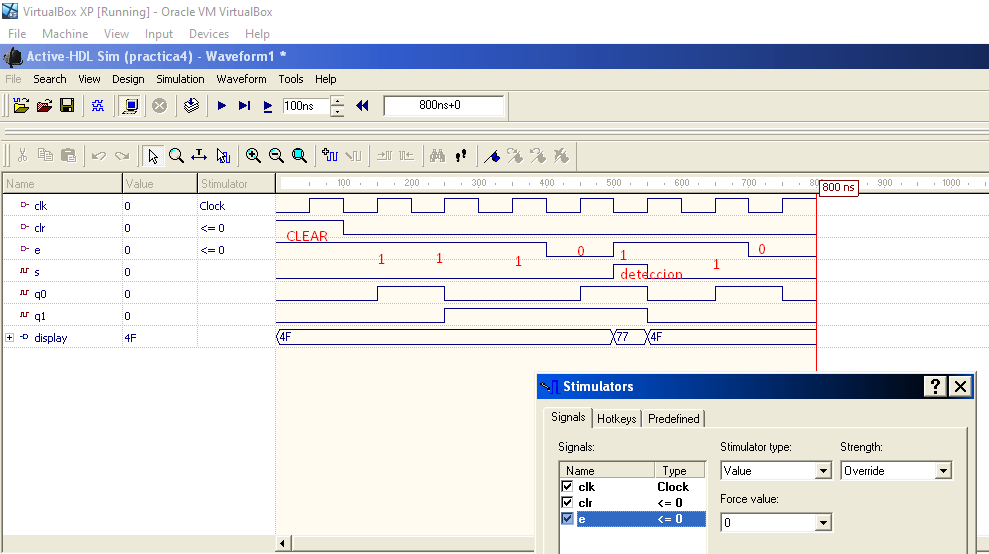 VirtualBox XP [Running] - Oracle VM VirtualBox
File Machine View Input Devices Help
Active-HDL Sim (practica4) - Waveform1 *
File Search View Design Simulation Waveform Tools Help
100ns 800ns+0
Name Value Stimulator 100 200 300 400 500 600 700 80 900 1000
800 ns
clk 0 Clock
clr 0 <= 0
CLEAR
e 0 <= 0
1 1 1 0 1 1 0
s 0
deteccion
q0 0
q1 0
display 4F 4F 77 4F
Stimulators
Signals Hotkeys Predefined
Signals: Stimulator type: Strength:
Name Type Value Override
clk Clock
clr <= 0 Force value:
e <= 0 0